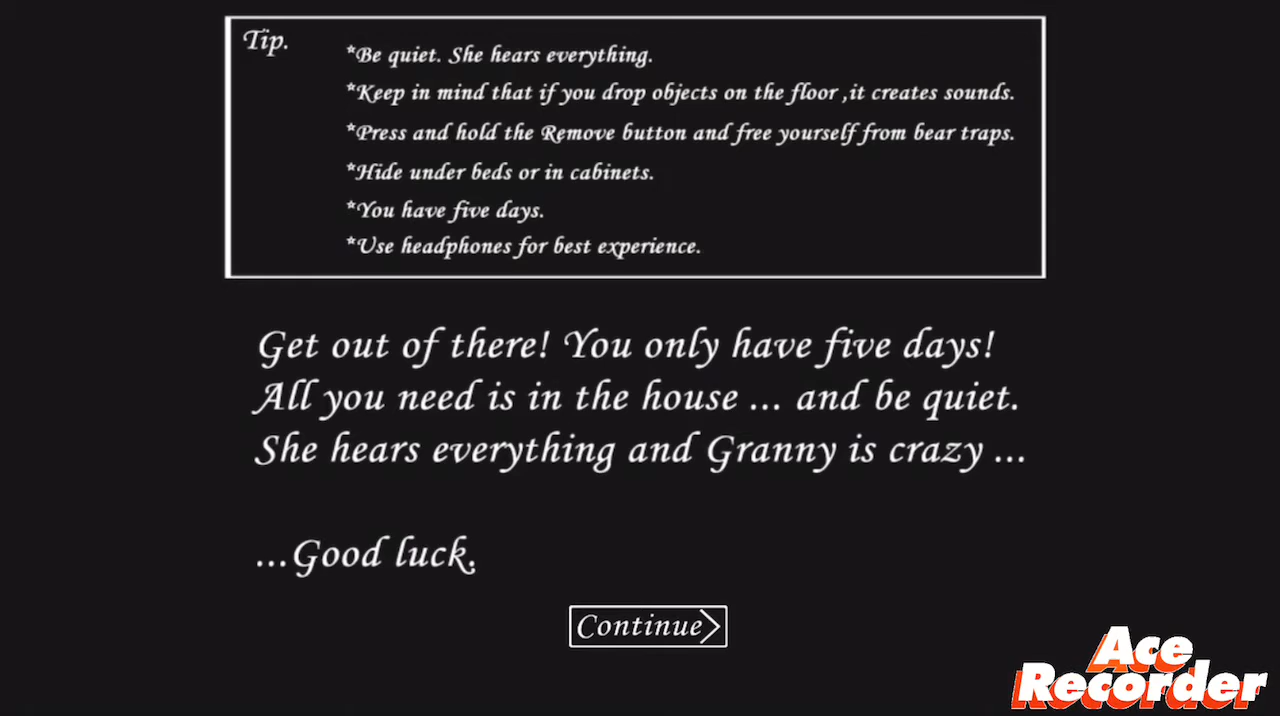 Tip.
*Be quiet. She hears everything.
*Keep in mind that if you drop objects on the floor ,it creates sounds.
*Press and hold the Remove button and free yourself from bear traps.
*Hide under beds or in cabinets.
*You have five days.
*Use headphones for best experience.
Get out of there! You only have five days!
All you need is in the house ... and be quiet.
She hears everything and Granny is crazy ...
...Good luck.
Continue
Ace
Recorder